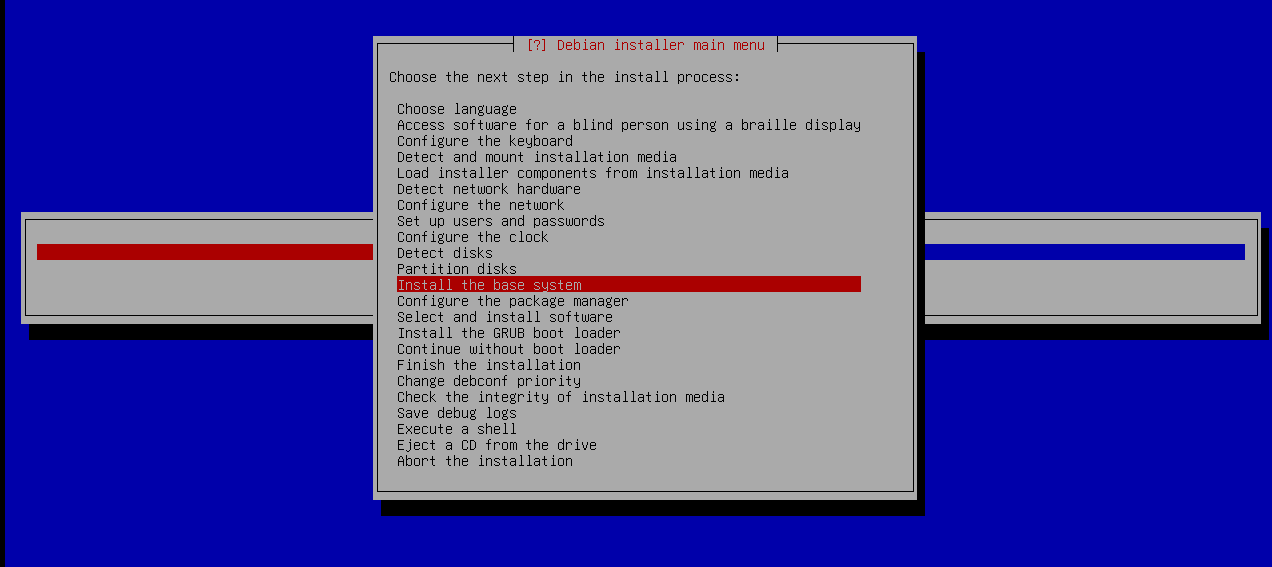 [?] Debian installer main menu
Choose the next step in the install process:
Choose language
Access software for a blind person using a braille display
Configure the keyboard
Detect and mount installation media
Load installer components from installation media
Detect network hardware
Configure the network
Set up users and passwords
Configure the clock
Detect disks
Partition disks
Install the base system
Configure the package manager
Select and install software
Install the GRUB boot loader
Continue without boot loader
Finish the installation
Change debconf priority
Check the integrity of installation media
Save debug logs
Execute a shell
Eject a CD from the drive
Abort the installation